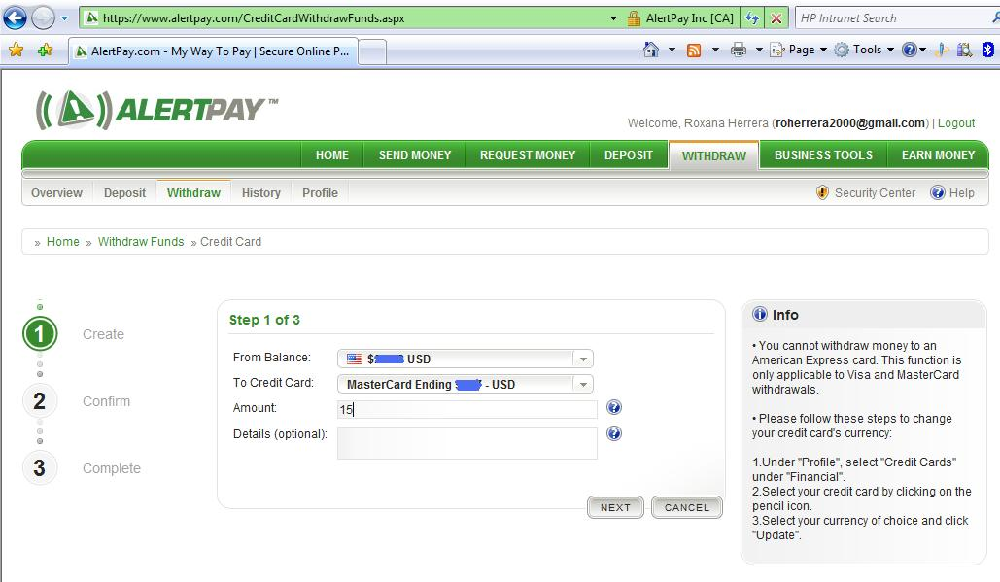 https://www.alertpay.com/CreditCardWithdrawFunds.aspx
AlertPay Inc [CA]
HP Intranet Search
AlertPay.com - My Way To Pay | Secure Online P...
Page
Tools
ALERTPAY™
Welcome, Roxana Herrera (roherrera2000@gmail.com) | Logout
HOME SEND MONEY REQUEST MONEY DEPOSIT WITHDRAW BUSINESS TOOLS EARN MONEY
Overview Deposit Withdraw History Profile Security Center Help
» Home » Withdraw Funds » Credit Card
1 Create
2 Confirm
3 Complete
Step 1 of 3
From Balance: $ USD
To Credit Card: MasterCard Ending - USD
Amount: 15
Details (optional):
NEXT CANCEL
Info
• You cannot withdraw money to an
American Express card. This function is
only applicable to Visa and MasterCard
withdrawals.
• Please follow these steps to change
your credit card's currency:
1.Under "Profile", select "Credit Cards"
under "Financial".
2.Select your credit card by clicking on the
pencil icon.
3.Select your currency of choice and click
"Update".